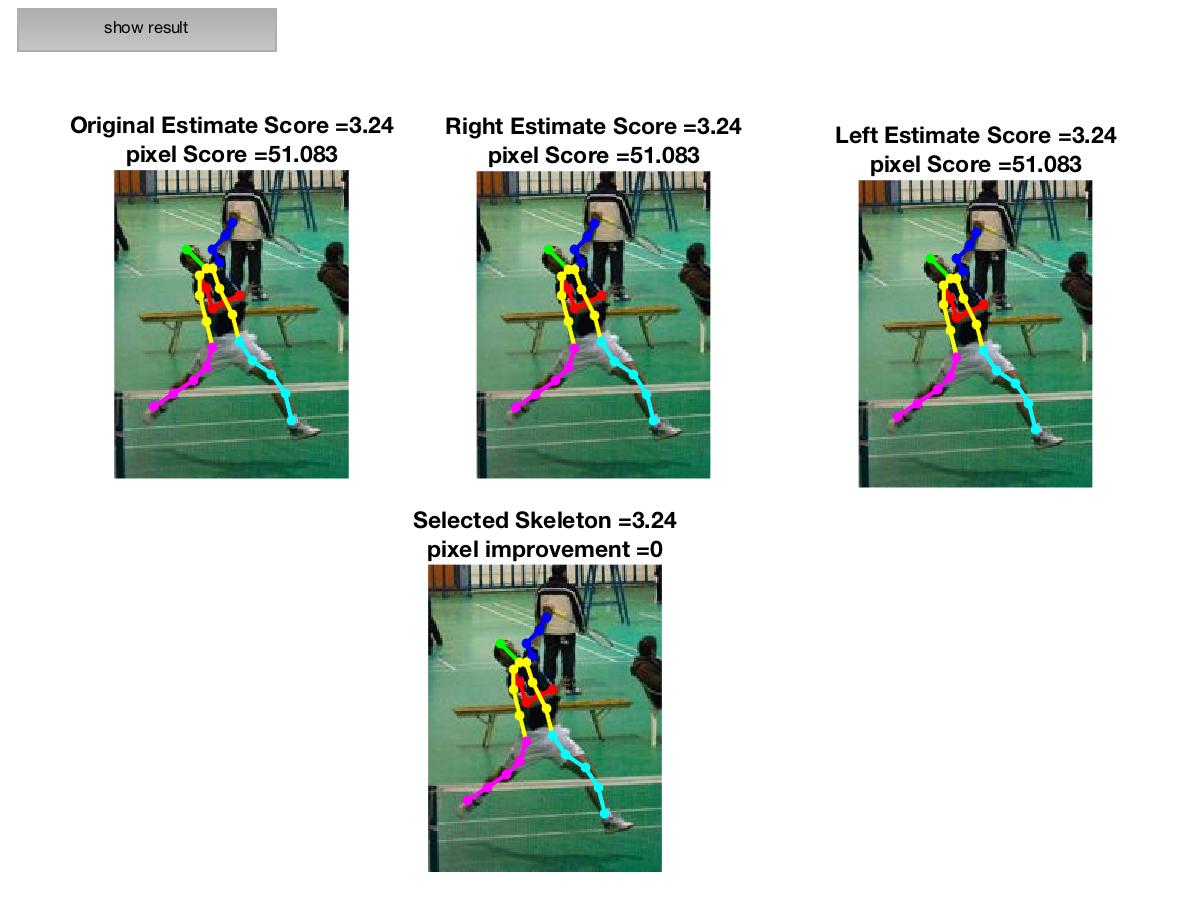 show result
Original Estimate Score =3.24
pixel Score =51.083
Right Estimate Score =3.24
pixel Score =51.083
Left Estimate Score =3.24
pixel Score =51.083
Selected Skeleton =3.24
pixel improvement =0